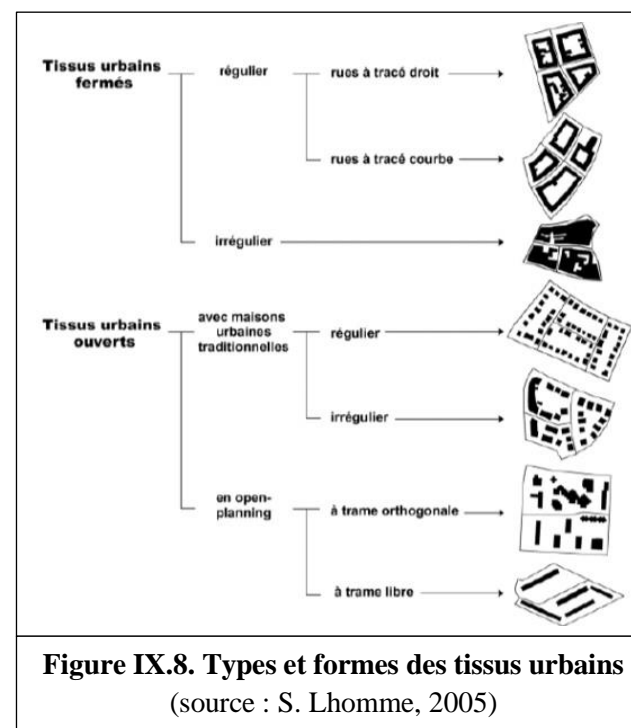 Tissus urbains
fermés
régulier
rues à tracé droit
rues à tracé courbe
irrégulier
Tissus urbains
ouverts
avec maisons
urbaines
traditionnelles
régulier
irrégulier
en open-
planning
à trame orthogonale
à trame libre
Figure IX.8. Types et formes des tissus urbains
(source : S. Lhomme, 2005)